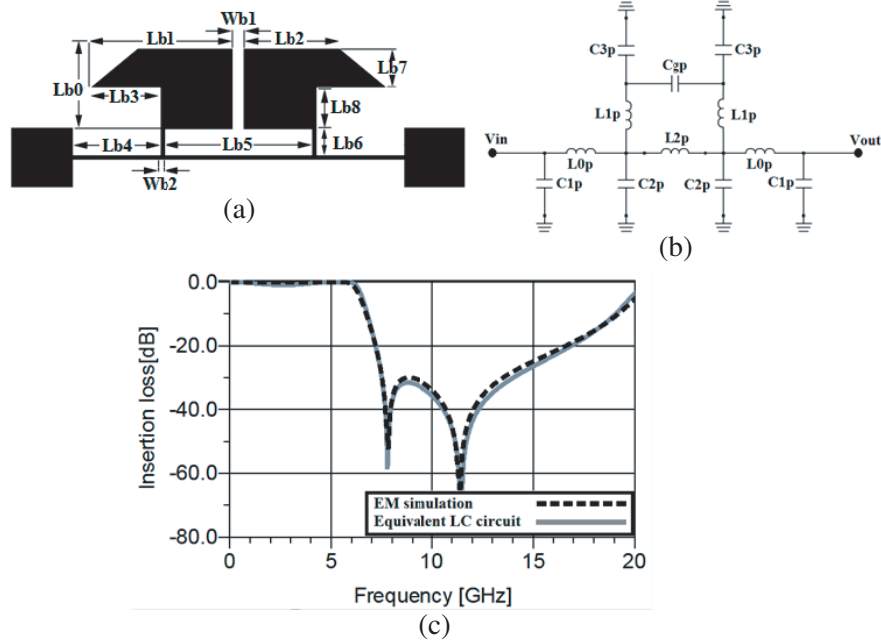 Wb1
Lb1 Lb2
Lb0 Lb7
Lb3 Lb8
Lb4 Lb5 Lb6
Wb2
(a)
C3p C3p
Cgp
L1p L1p
Vin Vout
L0p L2p L0p
C1p C2p C2p C1p
(b)
0.0
-20.0
-40.0
-60.0
-80.0
Insertion loss[dB]
EM simulation
Equivalent LC circuit
0 5 10 15 20
Frequency [GHz]
(c)